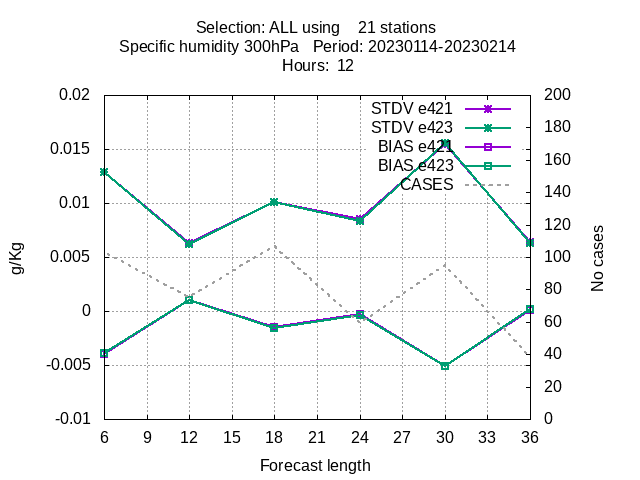 Selection: ALL using 21 stations
Specific humidity 300hPa Period: 20230114-20230214
Hours: 12
STDV e421
STDV e423
BIAS e421
BIAS e423
CASES
0.02
0.015
0.01
0.005
0
-0.005
-0.01
g/Kg
200
180
160
140
120
100
80
60
40
20
0
No cases
6 9 12 15 18 21 24 27 30 33 36
Forecast length